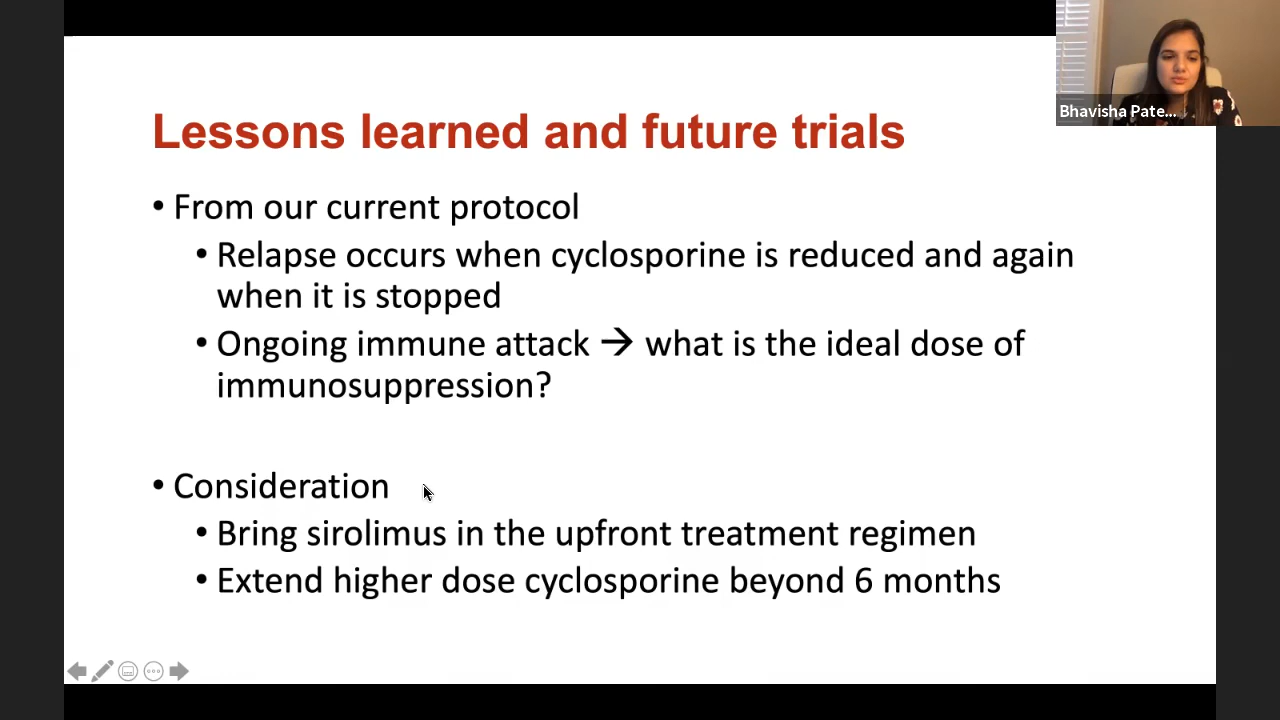 Bhavisha Pate...
Lessons learned and future trials
• From our current protocol
• Relapse occurs when cyclosporine is reduced and again
when it is stopped
• Ongoing immune attack → what is the ideal dose of
immunosuppression?
• Consideration
• Bring sirolimus in the upfront treatment regimen
• Extend higher dose cyclosporine beyond 6 months